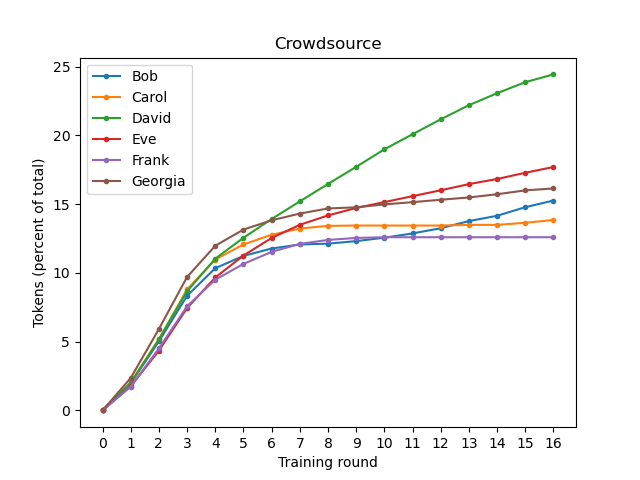 Crowdsource
25
20
15
10
5
0
Tokens (percent of total)
Bob
Carol
David
Eve
Frank
Georgia
0 1 2 3 4 5 6 7 8 9 10 11 12 13 14 15 16
Training round